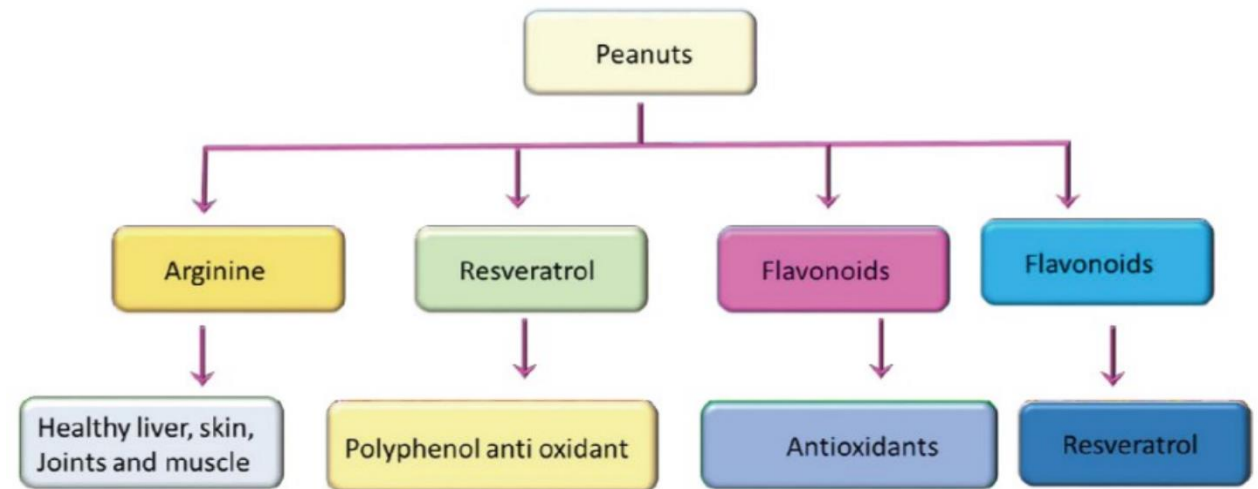 Peanuts
Arginine
Resveratrol
Flavonoids
Flavonoids
Healthy liver, skin,
Joints and muscle
Polyphenol anti oxidant
Antioxidants
Resveratrol